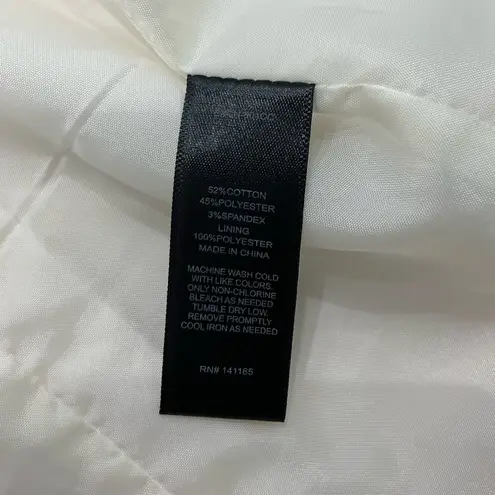 52%COTTON
45%POLYESTER
3%SPANDEX
LINING
100%POLYESTER
MADE IN CHINA
MACHINE WASH COLD
WITH LIKE COLORS.
ONLY NON-CHLORINE
BLEACH AS NEEDED
TUMBLE DRY LOW.
REMOVE PROMPTLY
COOL IRON AS NEEDED
RN# 141165